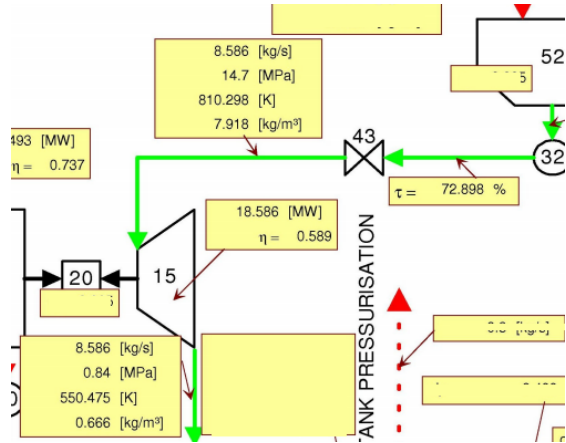 8.586 [kg/s]
14.7 [MPa]
810.298 [K]
7.918 [kg/m³]
52
43
32
493 [MW]
η = 0.737
τ = 72.898 %
18.586 [MW]
η = 0.589
20
15
TANK PRESSURISATION
8.586 [kg/s]
0.84 [MPa]
550.475 [K]
0.666 [kg/m³]